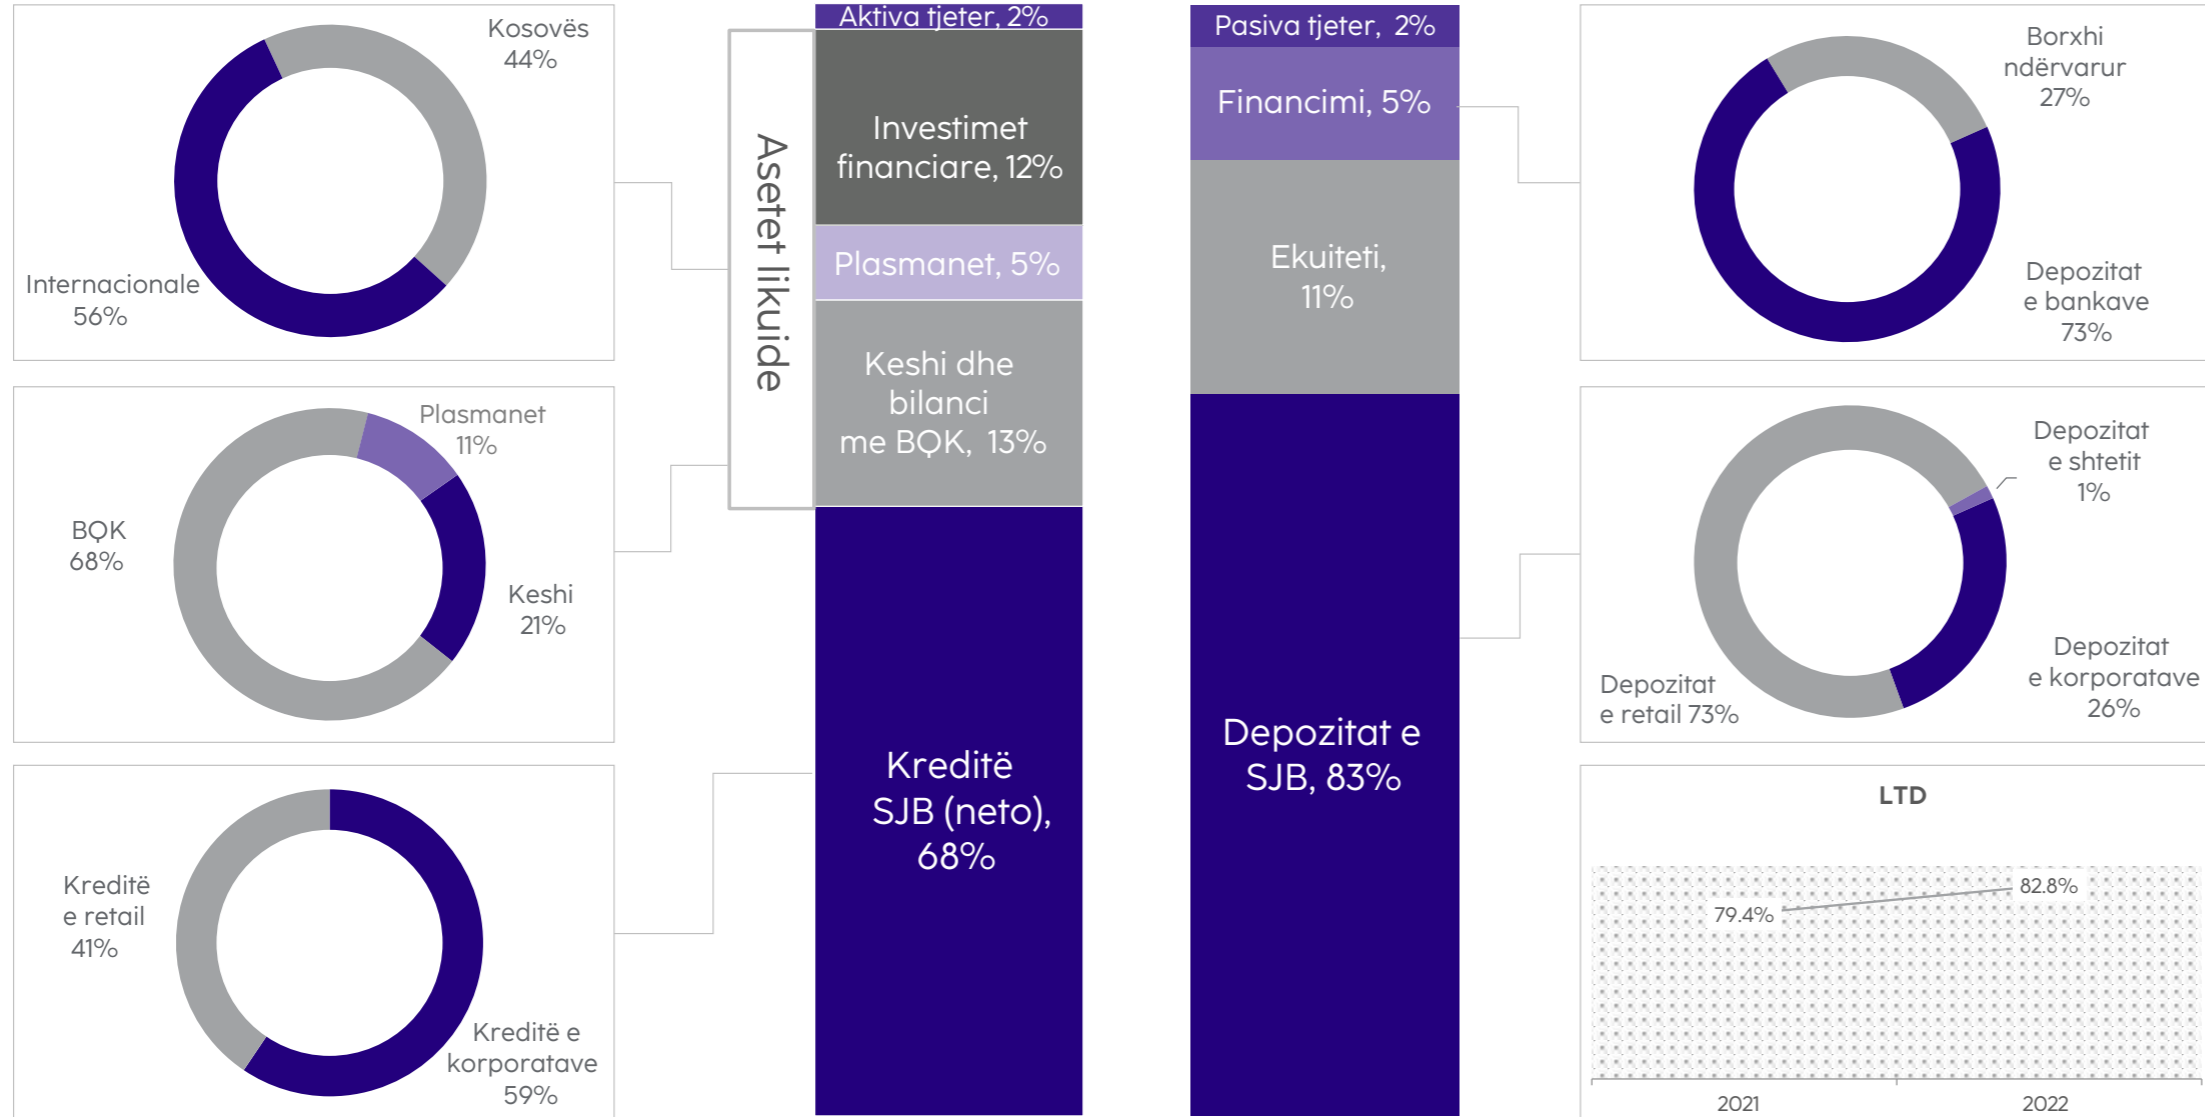 Kosovës
44%
Internacionale
56%
Plasmanet
11%
BQK
68%
Keshi
21%
Kreditë
e retail
41%
Kreditë e
korporatave
59%
Asetet likuide
Aktiva tjeter, 2%
Investimet
financiare, 12%
Plasmanet, 5%
Keshi dhe
bilanci
me BQK, 13%
Kreditë
SJB (neto),
68%
Pasiva tjeter, 2%
Financimi, 5%
Ekuiteti,
11%
Depozitat e
SJB, 83%
Borxhi
ndërvarur
27%
Depozitat
e bankave
73%
Depozitat
e shtetit
1%
Depozitat
e korporatave
26%
Depozitat
e retail 73%
LTD
79.4%
82.8%
2021
2022